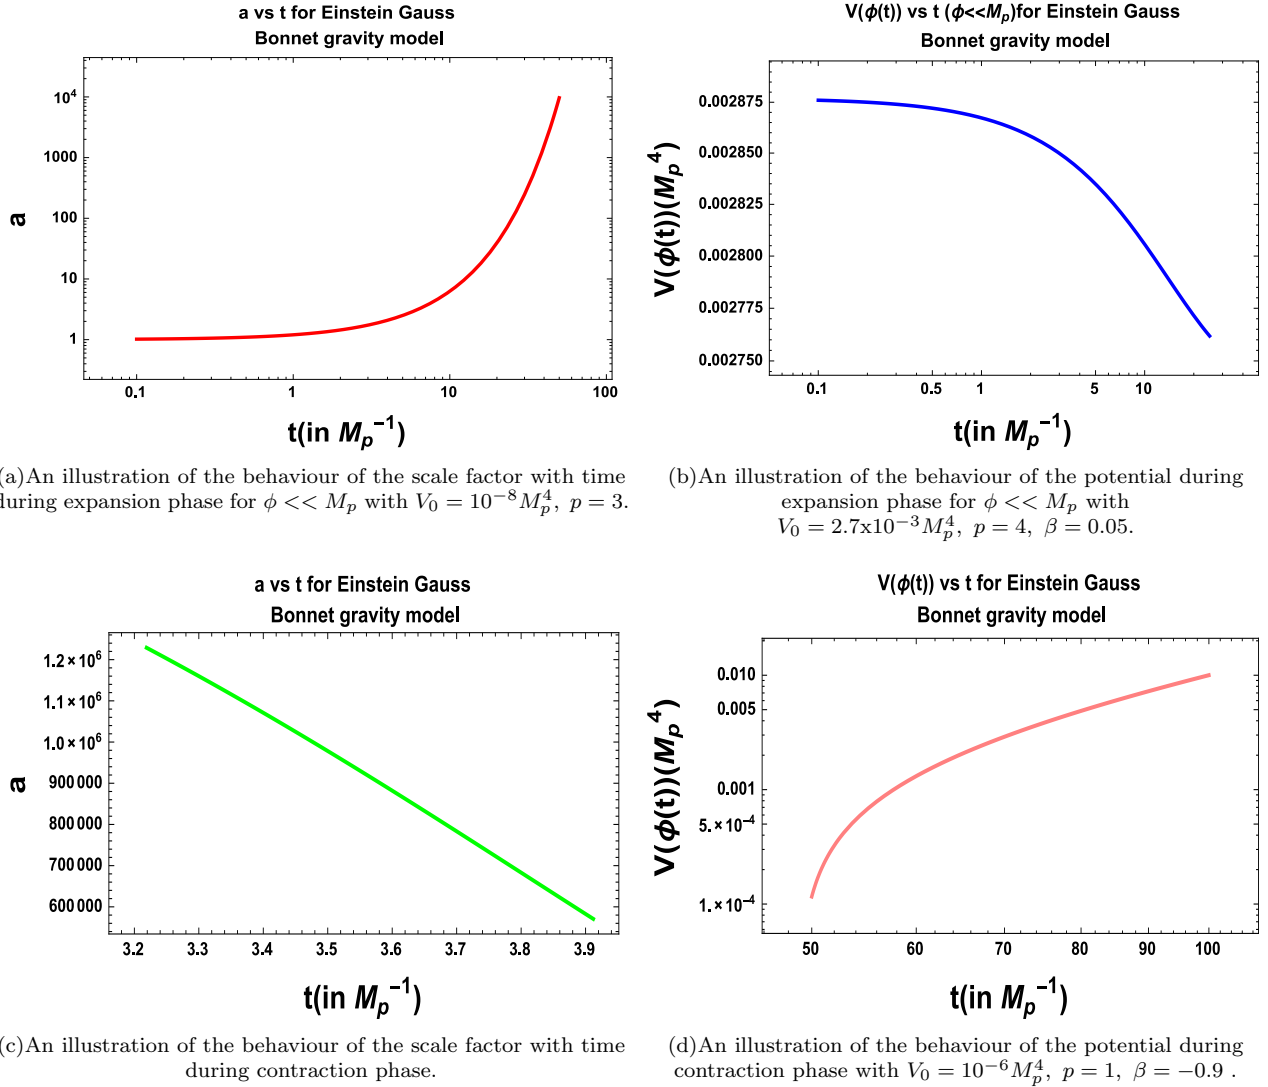 a vs t for Einstein Gauss
Bonnet gravity model
10^4
1000
100
10
1
a
0.1 1 10 100
t(in M_p^{-1})
(a)An illustration of the behaviour of the scale factor with time
during expansion phase for ϕ << M_p with V_0 = 10^{-8}M_p^4, p = 3.
V(ϕ(t)) vs t (ϕ<<M_p)for Einstein Gauss
Bonnet gravity model
0.002875
0.002850
0.002825
0.002800
0.002775
0.002750
V(ϕ(t))(M_p^4)
0.1 0.5 1 5 10
t(in M_p^{-1})
(b)An illustration of the behaviour of the potential during
expansion phase for ϕ << M_p with
V_0 = 2.7x10^{-3}M_p^4, p = 4, β = 0.05.
a vs t for Einstein Gauss
Bonnet gravity model
1.2×10^6
1.1×10^6
1.0×10^6
900000
800000
700000
600000
a
3.2 3.3 3.4 3.5 3.6 3.7 3.8 3.9
t(in M_p^{-1})
(c)An illustration of the behaviour of the scale factor with time
during contraction phase.
V(ϕ(t)) vs t for Einstein Gauss
Bonnet gravity model
0.010
0.005
0.001
5.×10^{-4}
1.×10^{-4}
V(ϕ(t))(M_p^4)
50 60 70 80 90 100
t(in M_p^{-1})
(d)An illustration of the behaviour of the potential during
contraction phase with V_0 = 10^{-6}M_p^4, p = 1, β = −0.9 .